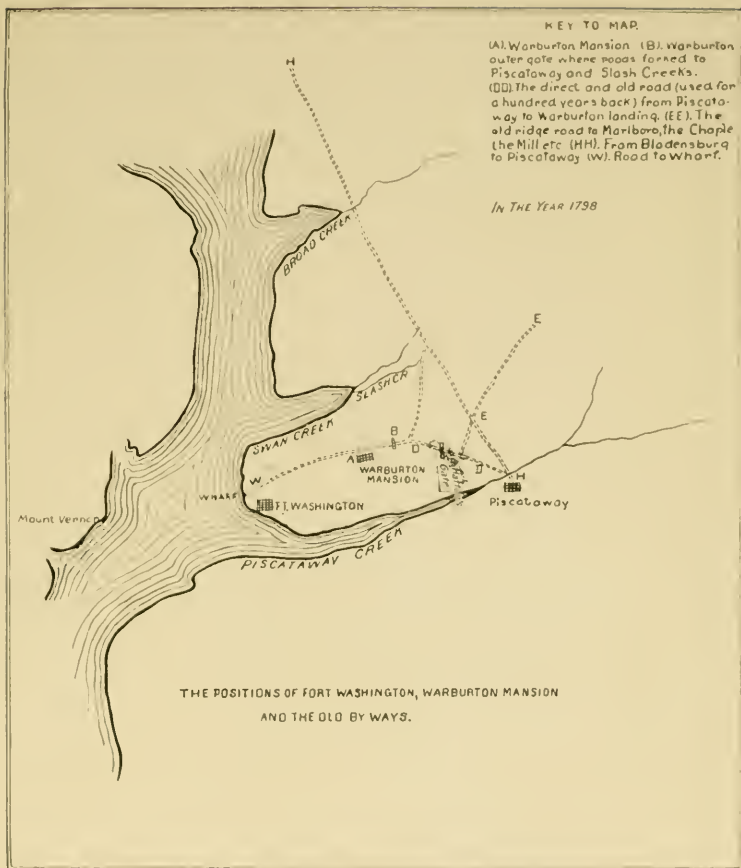 KEY TO MAP.
(A). Warburton Mansion (B). Warburton
outer gate where roads forned to
Piscataway and Slash Creeks.
(DD). The direct and old road (used for
a hundred years back) from Piscata-
way to Warburton landing. (EE). The
old ridge road to Marlboro, the Chaple
the Mill etc (HH). From Bladensburg
to Piscataway (W). Road to Wharf.
IN THE YEAR 1798
H
BROAD CREEK
E
SLASHCR
E
SWAN CREEK
B
D
A
WARBURTON
MANSION
Gate
D
H
W
WHARF
FT. WASHINGTON
Piscataway
Mount Vernon
PISCATAWAY CREEK
THE POSITIONS OF FORT WASHINGTON, WARBURTON MANSION
AND THE OLD BY WAYS.